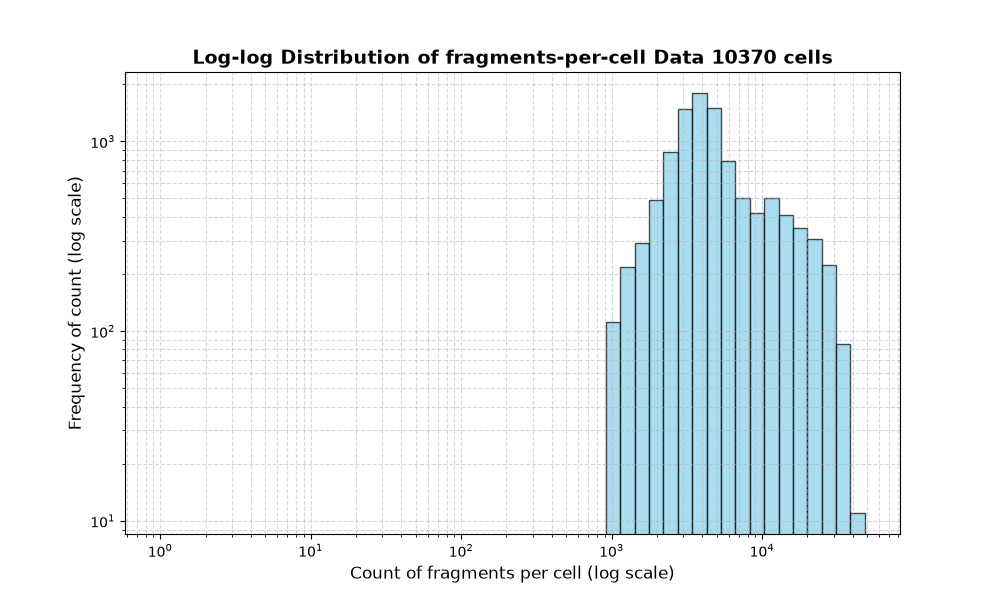 Log-log Distribution of fragments-per-cell Data 10370 cells
Frequency of count (log scale)
10³
10²
10¹
10⁰ 10¹ 10² 10³ 10⁴
Count of fragments per cell (log scale)